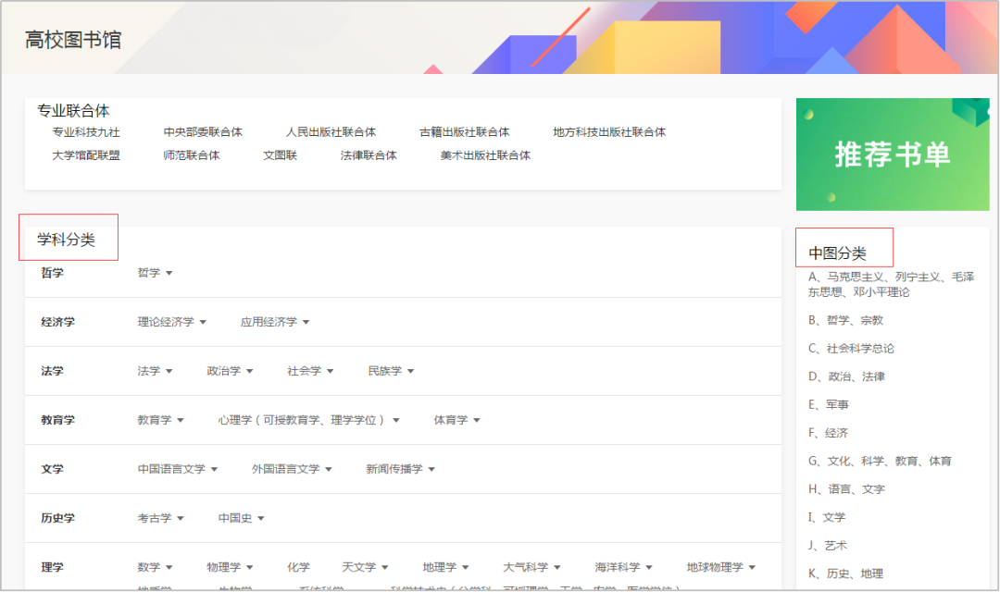 高校图书馆
专业联合体
专业科技九社 中央部委联合体 人民出版社联合体 古籍出版社联合体 地方科技出版社联合体
大学馆配联盟 师范联合体 文图联 法律联合体 美术出版社联合体
推荐书单
学科分类
哲学 哲学
经济学 理论经济学 应用经济学
法学 法学 政治学 社会学 民族学
教育学 教育学 心理学（可授教育学、理学学位） 体育学
文学 中国语言文学 外国语言文学 新闻传播学
历史学 考古学 中国史
理学 数学 物理学 化学 天文学 地理学 大气科学 海洋科学 地球物理学
中图分类
A、马克思主义、列宁主义、毛泽
东思想、邓小平理论
B、哲学、宗教
C、社会科学总论
D、政治、法律
E、军事
F、经济
G、文化、科学、教育、体育
H、语言、文字
I、文学
J、艺术
K、历史、地理